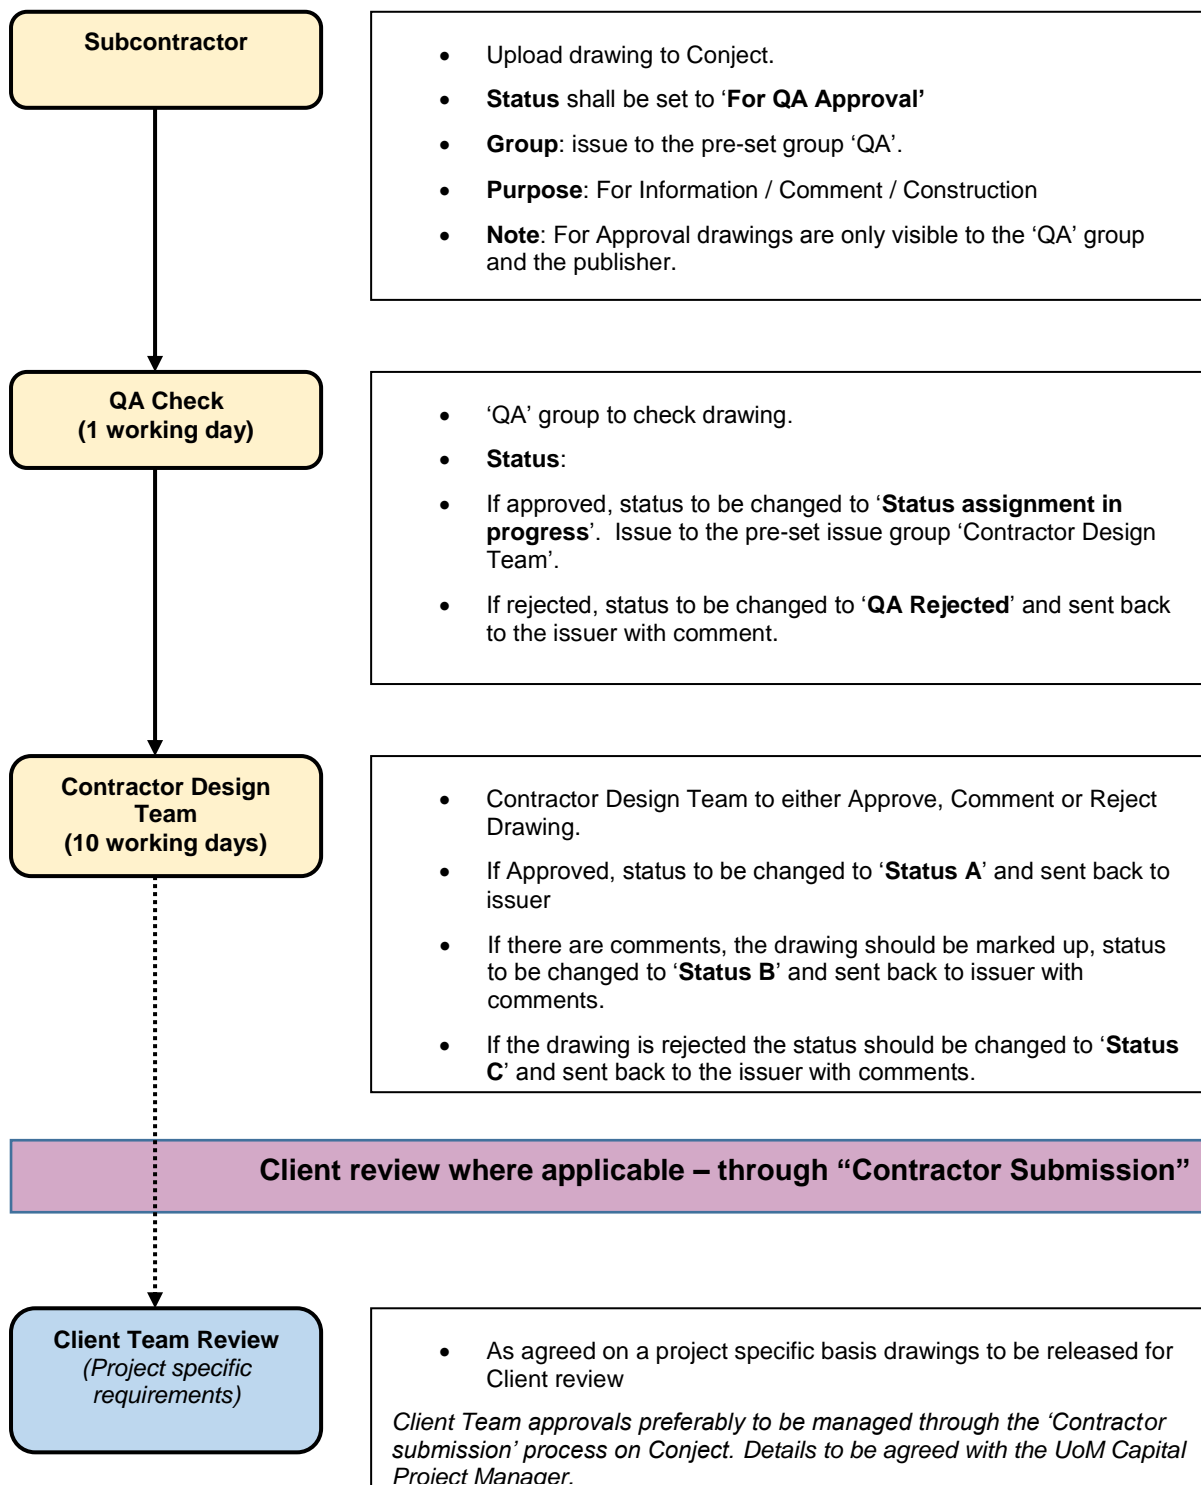 Subcontractor
• Upload drawing to Conject.
• Status shall be set to ‘For QA Approval’
• Group: issue to the pre-set group ‘QA’.
• Purpose: For Information / Comment / Construction
• Note: For Approval drawings are only visible to the ‘QA’ group
and the publisher.
QA Check
(1 working day)
• ‘QA’ group to check drawing.
• Status:
• If approved, status to be changed to ‘Status assignment in
progress’. Issue to the pre-set issue group ‘Contractor Design
Team’.
• If rejected, status to be changed to ‘QA Rejected’ and sent back
to the issuer with comment.
Contractor Design
Team
(10 working days)
• Contractor Design Team to either Approve, Comment or Reject
Drawing.
• If Approved, status to be changed to ‘Status A’ and sent back to
issuer
• If there are comments, the drawing should be marked up, status
to be changed to ‘Status B’ and sent back to issuer with
comments.
• If the drawing is rejected the status should be changed to ‘Status
C’ and sent back to the issuer with comments.
Client review where applicable – through “Contractor Submission”
Client Team Review
(Project specific
requirements)
• As agreed on a project specific basis drawings to be released for
Client review
Client Team approvals preferably to be managed through the ‘Contractor
submission’ process on Conject. Details to be agreed with the UoM Capital
Project Manager.